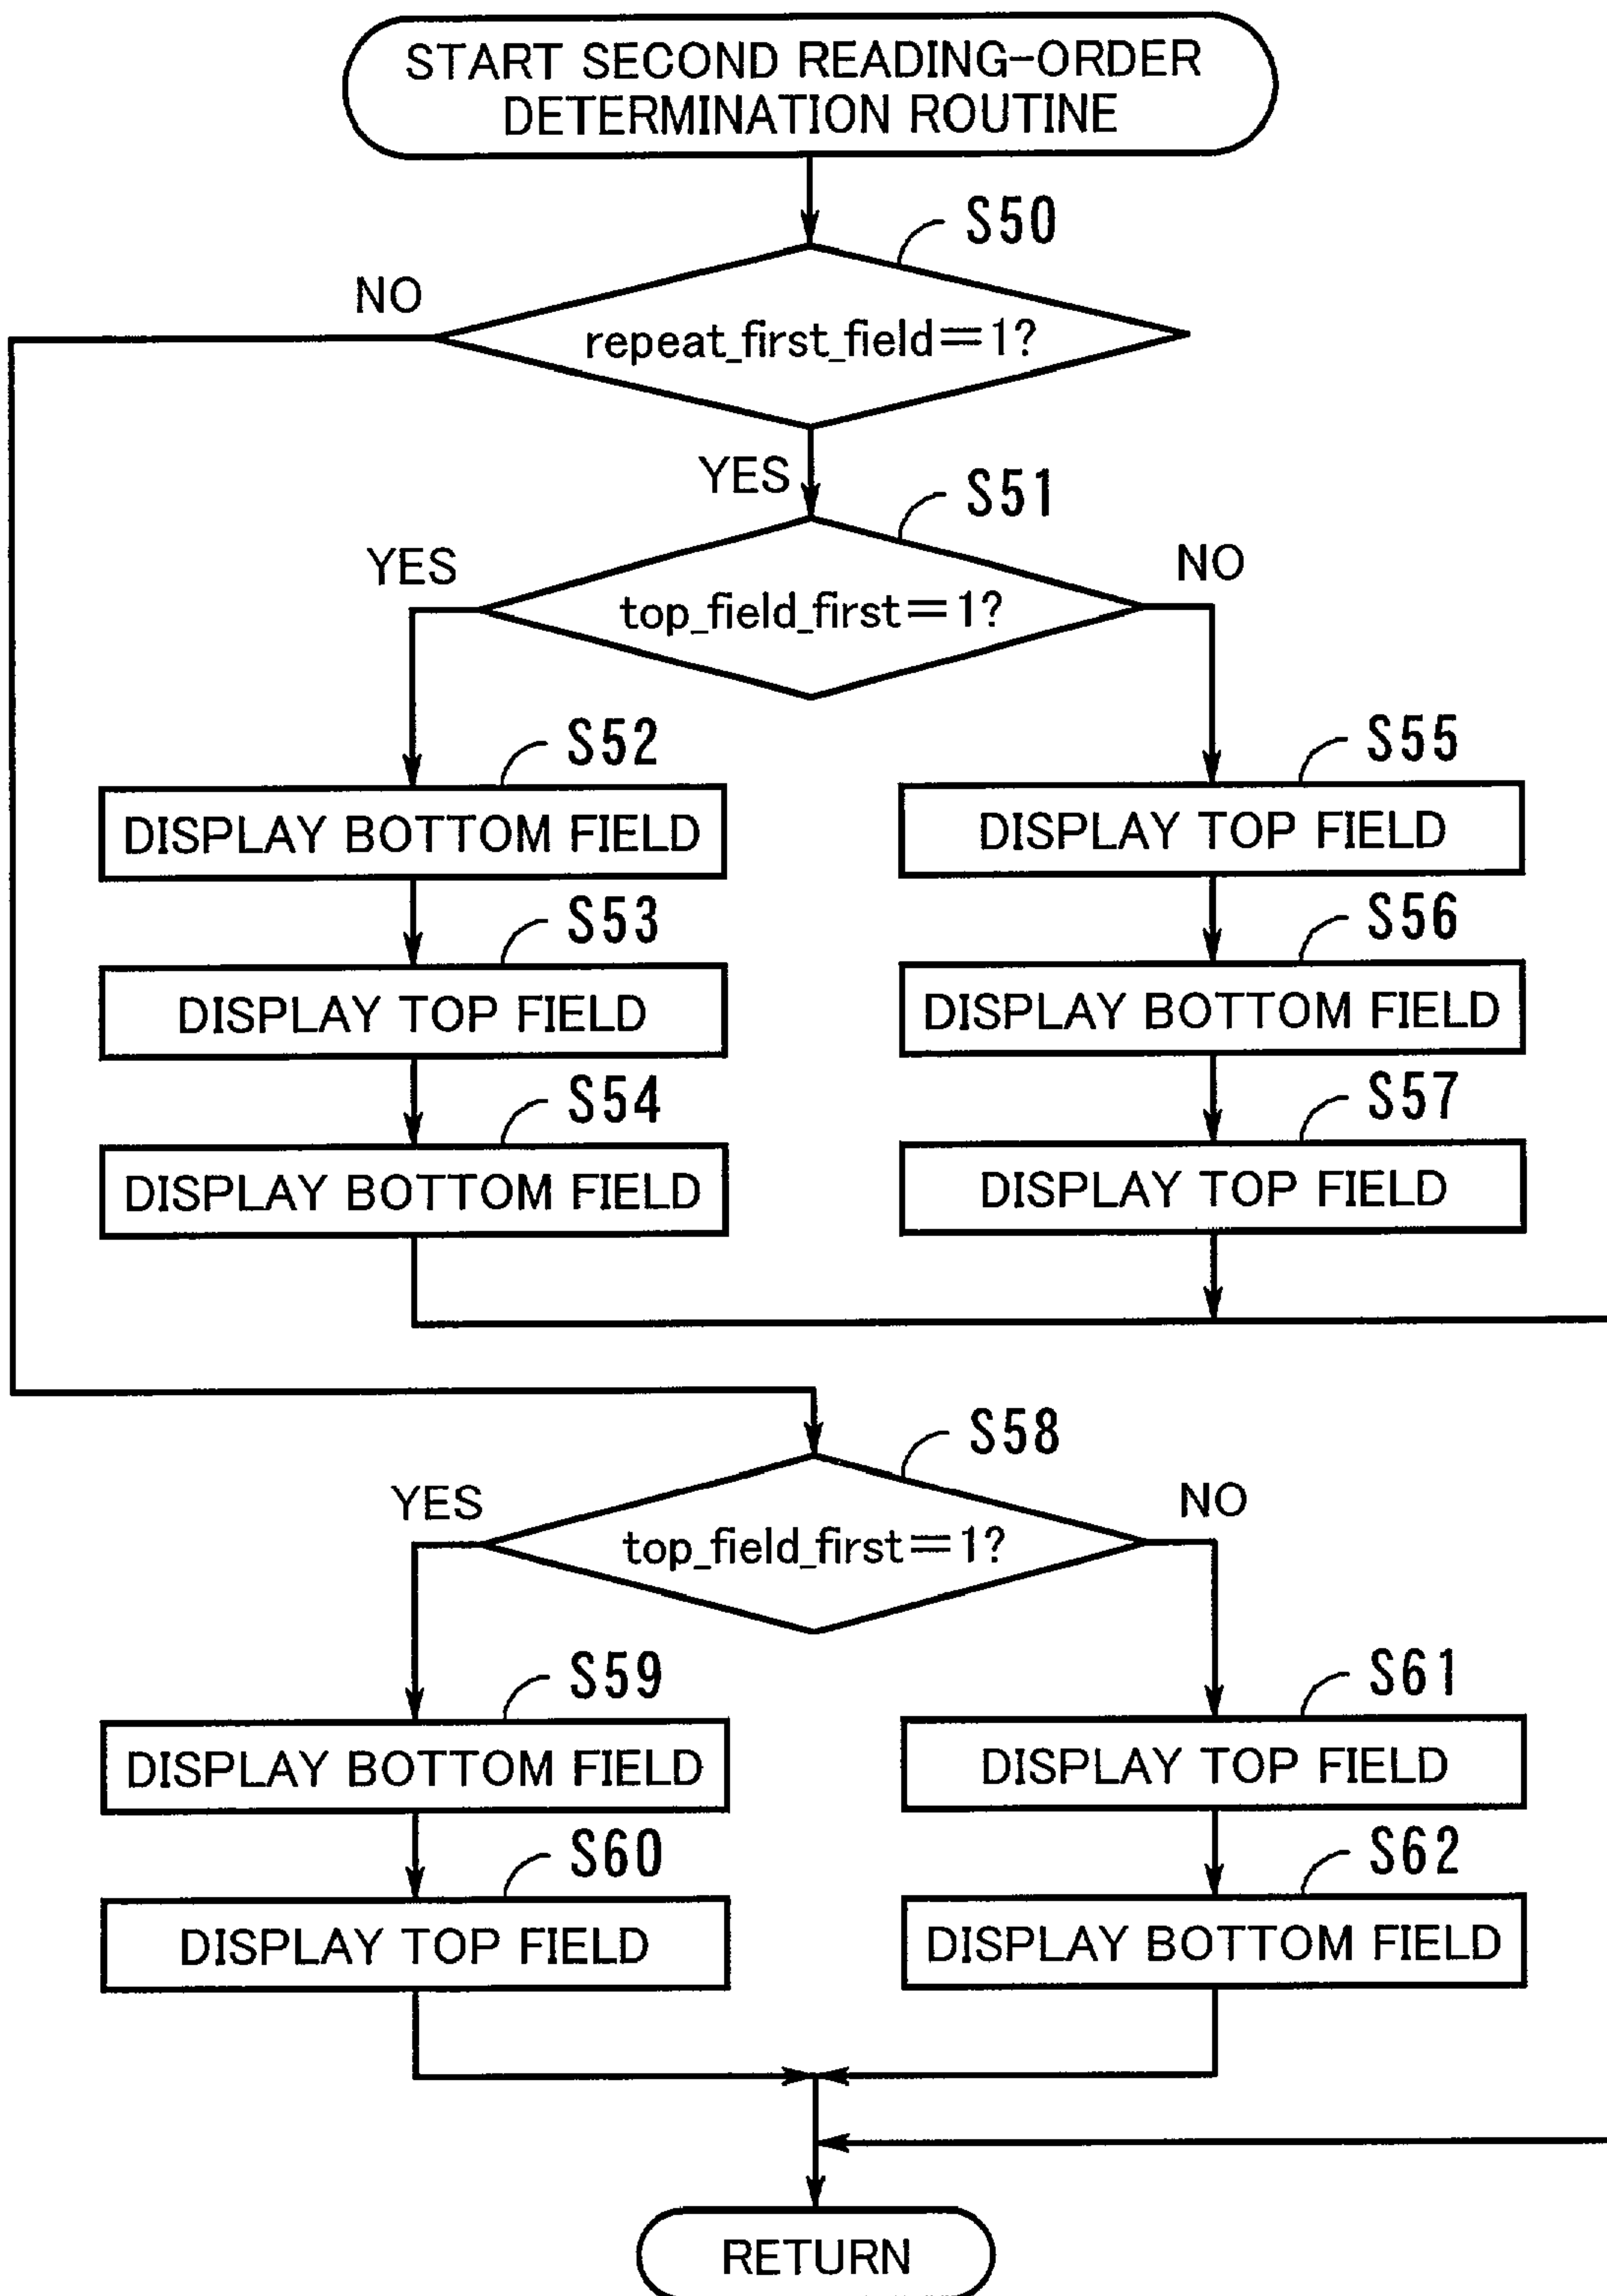 START SECOND READING-ORDER
DETERMINATION ROUTINE
S50
NO
repeat_first_field=1?
YES
S51
YES
NO
top_field_first=1?
S52
S55
DISPLAY BOTTOM FIELD
DISPLAY TOP FIELD
S53
S56
DISPLAY TOP FIELD
DISPLAY BOTTOM FIELD
S54
S57
DISPLAY BOTTOM FIELD
DISPLAY TOP FIELD
S58
YES
NO
top_field_first=1?
S59
S61
DISPLAY BOTTOM FIELD
DISPLAY TOP FIELD
S60
S62
DISPLAY TOP FIELD
DISPLAY BOTTOM FIELD
RETURN